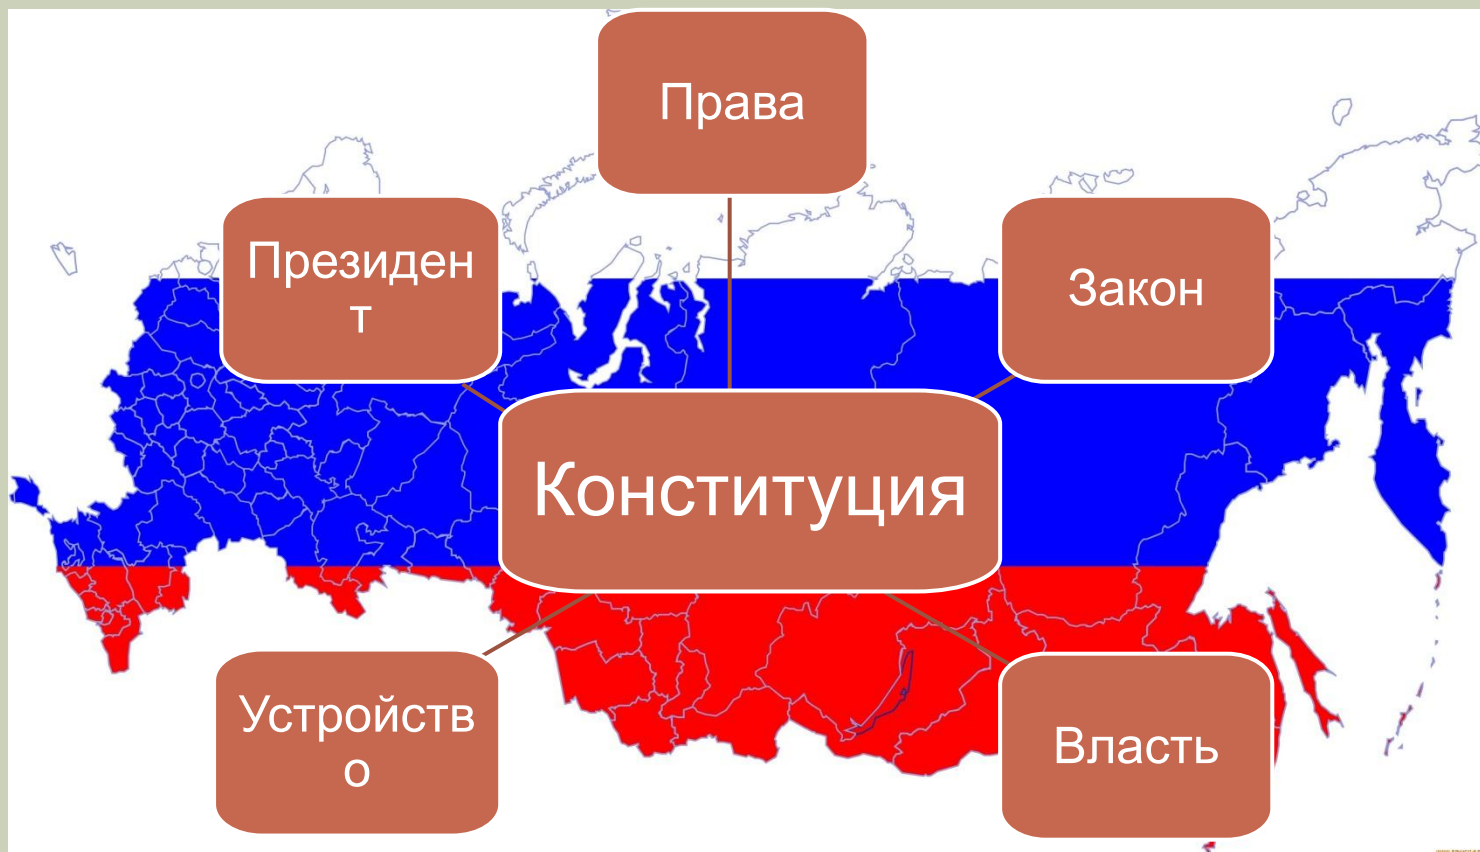 Права
Президен
т
Закон
Конституция
Устройств
о
Власть